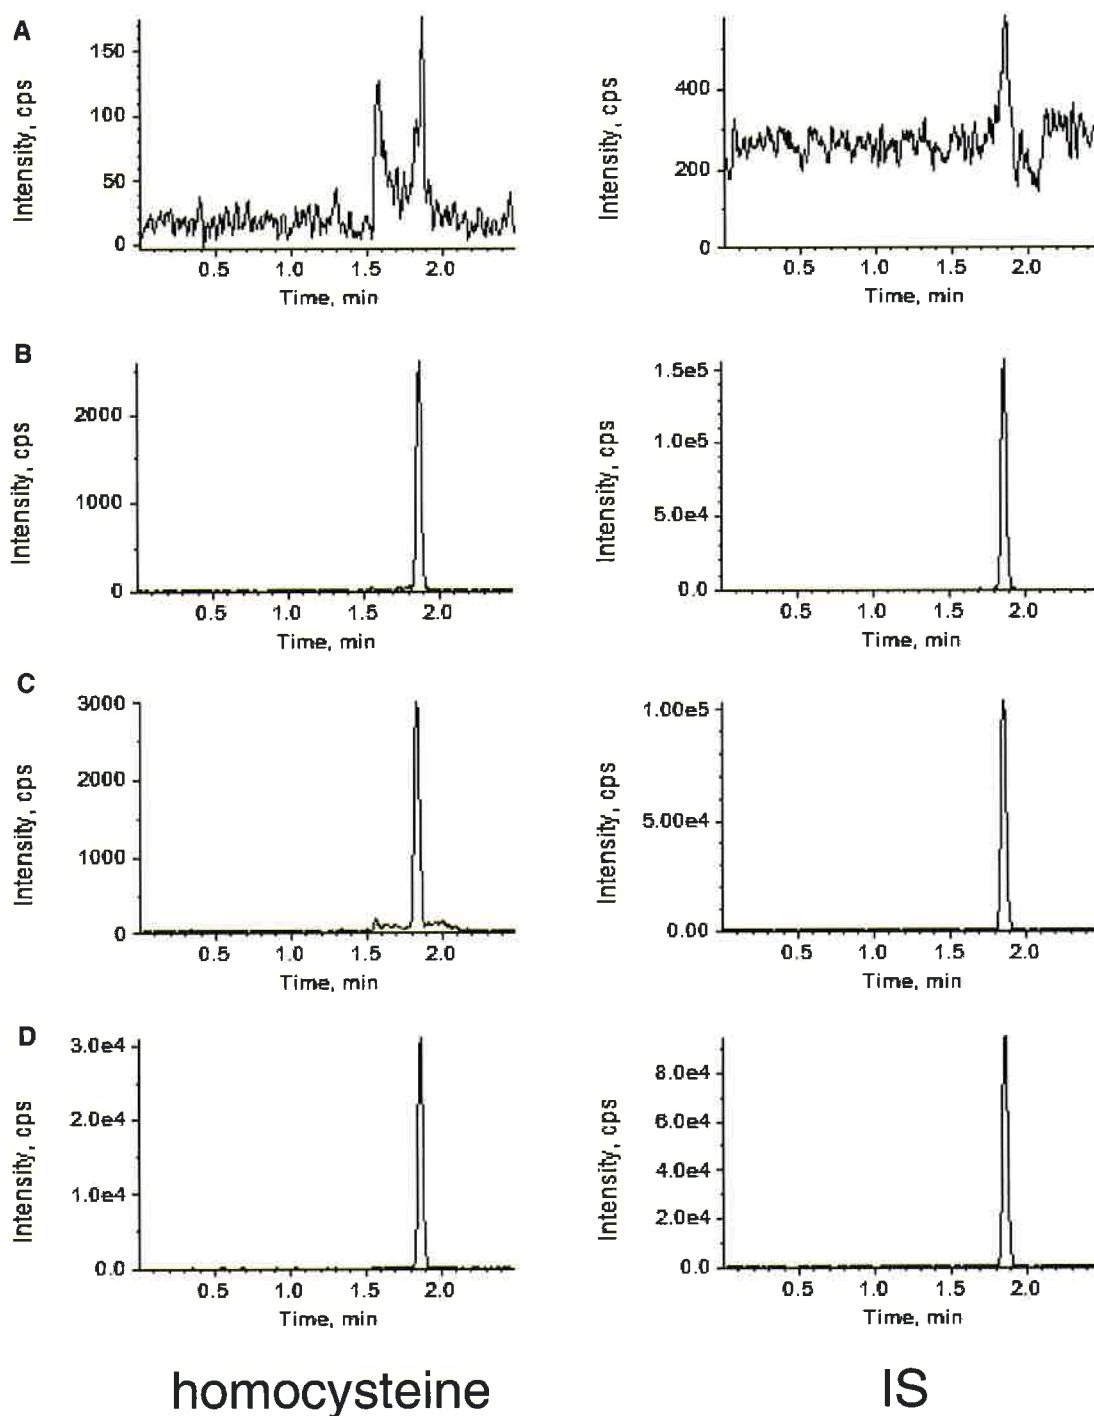 A
Intensity, cps
150
100
50
0
0.5 1.0 1.5 2.0
Time, min
Intensity, cps
400
200
0
0.5 1.0 1.5 2.0
Time, min
B
Intensity, cps
2000
1000
0
0.5 1.0 1.5 2.0
Time, min
Intensity, cps
1.5e5
1.0e5
5.0e4
0.0
0.5 1.0 1.5 2.0
Time, min
C
Intensity, cps
3000
2000
1000
0
0.5 1.0 1.5 2.0
Time, min
Intensity, cps
1.00e5
5.00e4
0.00
0.5 1.0 1.5 2.0
Time, min
D
Intensity, cps
3.0e4
2.0e4
1.0e4
0.0
0.5 1.0 1.5 2.0
Time, min
Intensity, cps
8.0e4
6.0e4
4.0e4
2.0e4
0.0
0.5 1.0 1.5 2.0
Time, min
homocysteine
IS